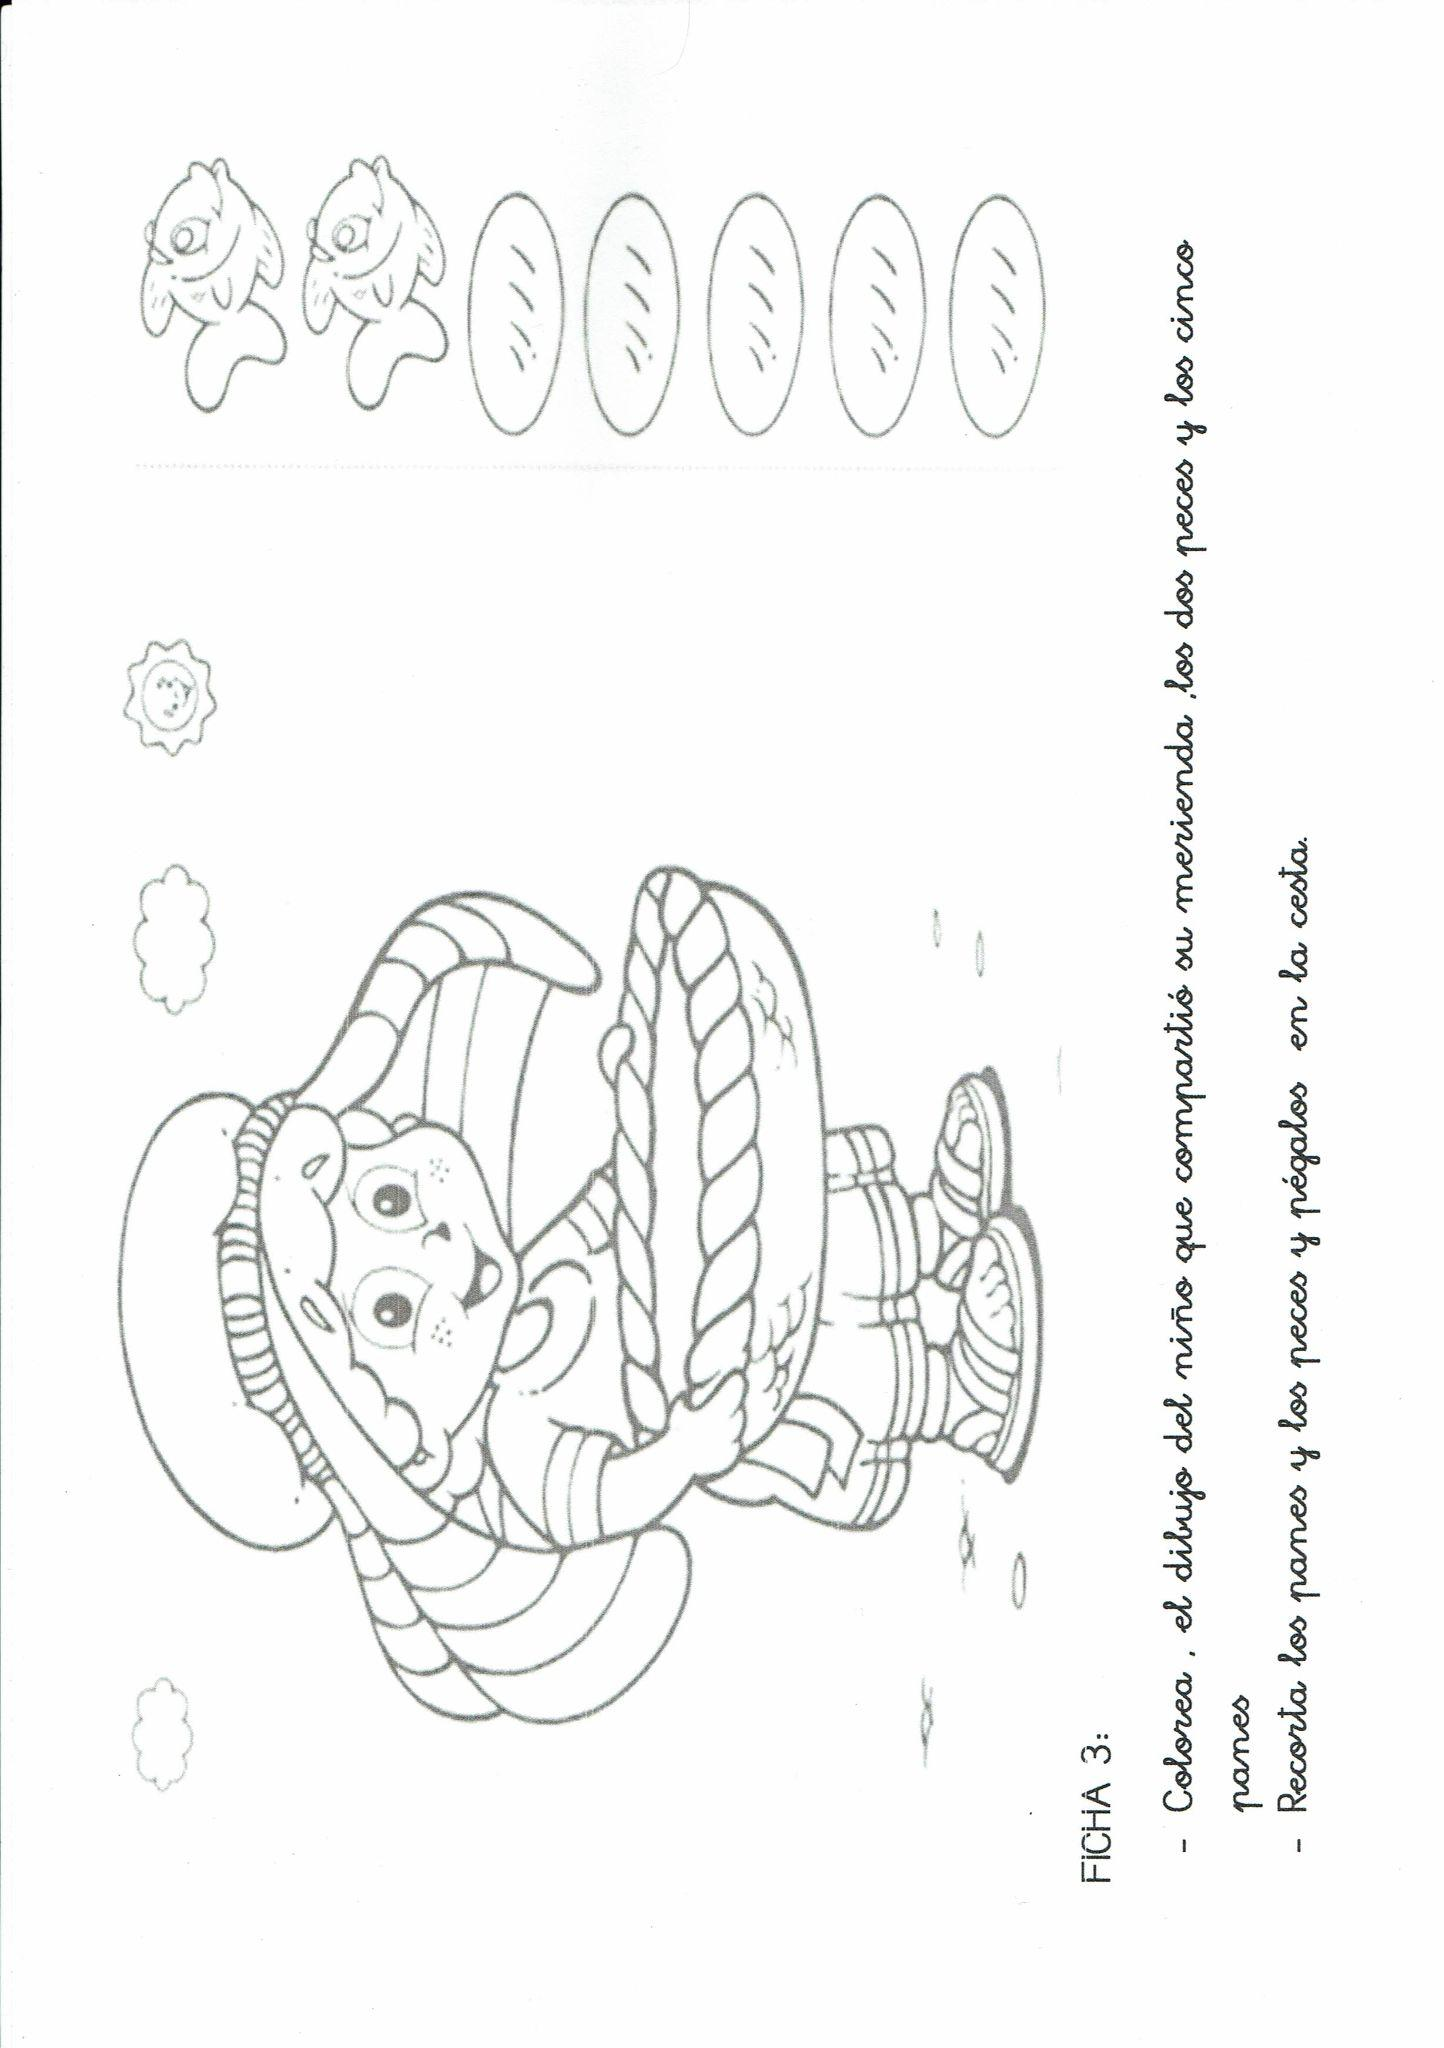 FICHA 3:
- Colorea , el dibujo del niño que compartió su merienda ,los dos peces y los cinco
panes
- Recorta los panes y los peces y pégalos en la cesta.